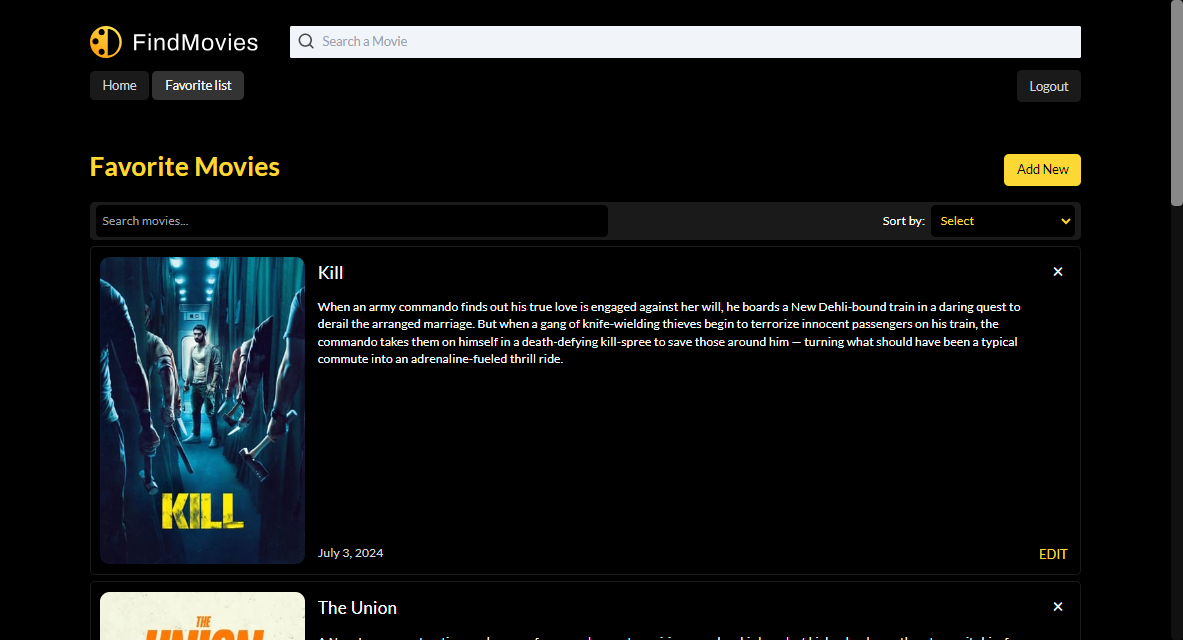 FindMovies
Search a Movie
Home
Favorite list
Logout
Favorite Movies
Add New
Search movies...
Sort by:
Select
KILL
Kill
When an army commando finds out his true love is engaged against her will, he boards a New Dehli-bound train in a daring quest to
derail the arranged marriage. But when a gang of knife-wielding thieves begin to terrorize innocent passengers on his train, the
commando takes them on himself in a death-defying kill-spree to save those around him — turning what should have been a typical
commute into an adrenaline-fueled thrill ride.
July 3, 2024
EDIT
THE
UNION
The Union